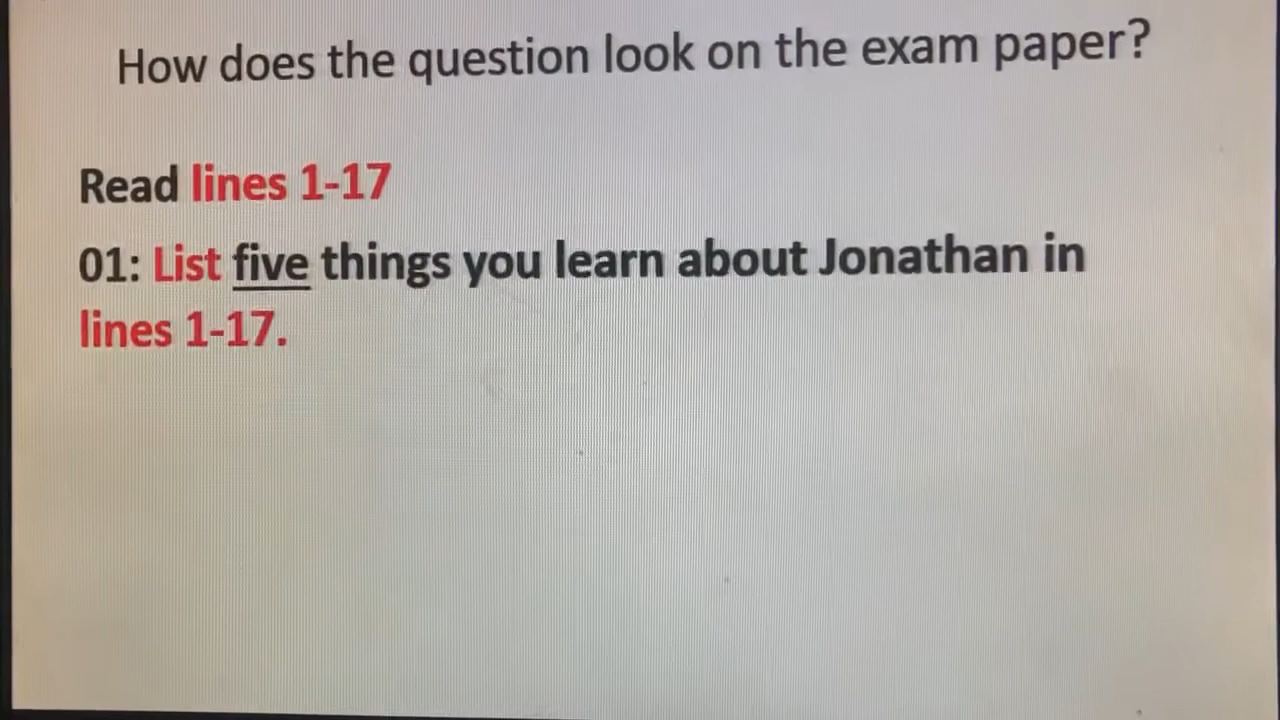 How does the question look on the exam paper?
Read lines 1-17
01: List five things you learn about Jonathan in
lines 1-17.